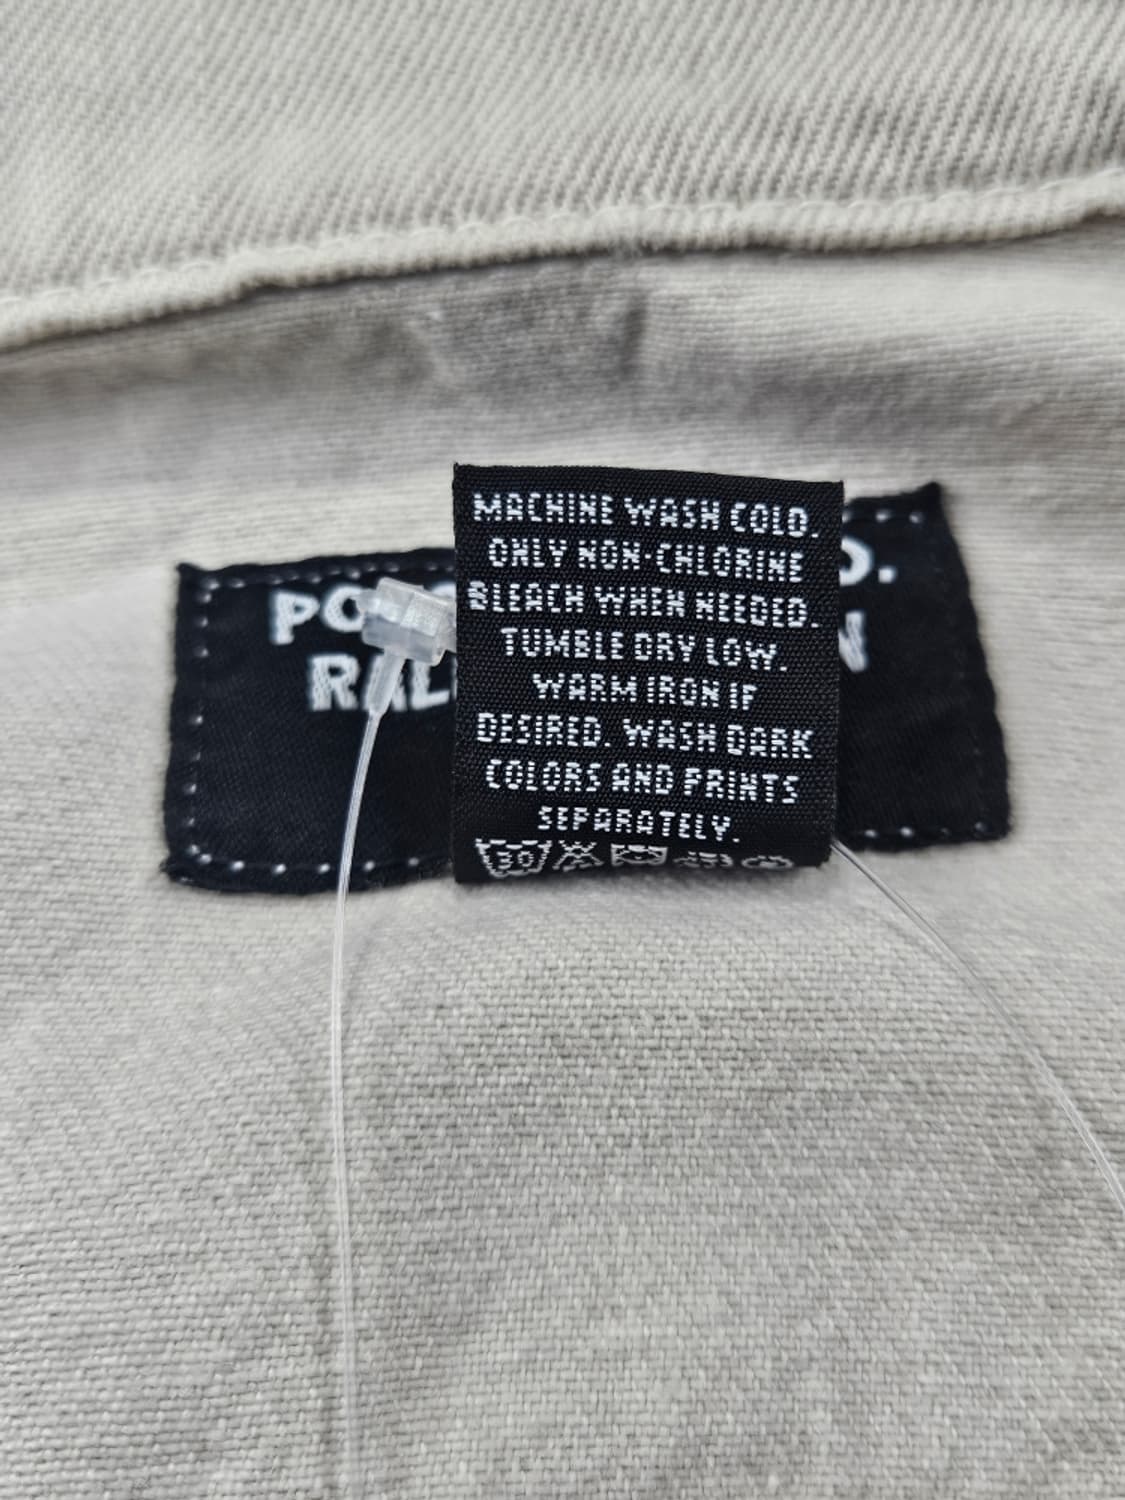 MACHINE WASH COLD.
ONLY NON-CHLORINE
BLEACH WHEN NEEDED.
TUMBLE DRY LOW.
WARM IRON IF
DESIRED. WASH DARK
COLORS AND PRINTS
SEPARATELY.
30